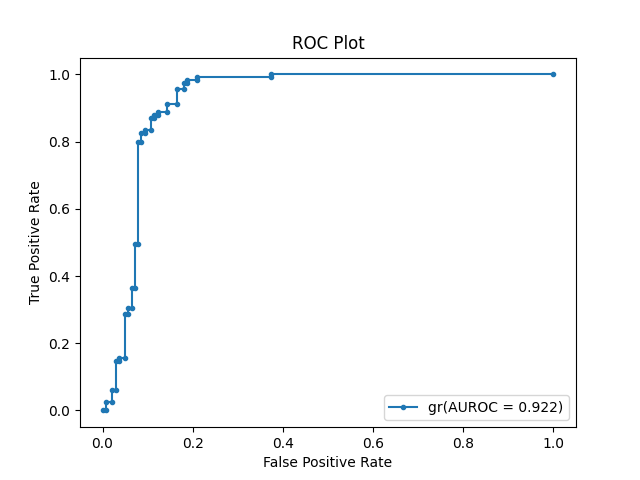 ROC Plot
True Positive Rate
1.0
0.8
0.6
0.4
0.2
0.0
gr(AUROC = 0.922)
0.0 0.2 0.4 0.6 0.8 1.0
False Positive Rate